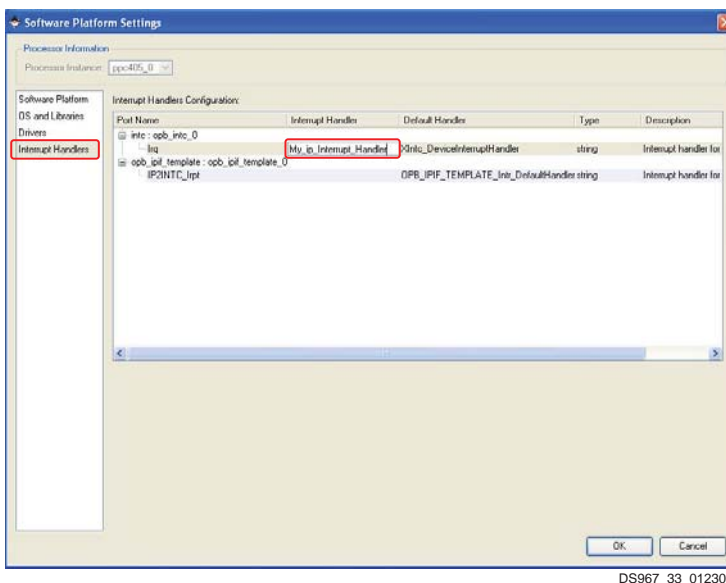 Software Platform Settings
Processor Information
Processor Instance: ppc405_0
Software Platform
OS and Libraries
Drivers
Interrupt Handlers
Interrupt Handlers Configuration:
Port Name Interrupt Handler Default Handler Type Description
intc : opb_intc_0
Irq My_ip_Interrupt_Handler XIntc_DeviceInterruptHandler string Interrupt handler for
opb_ipif_template : opb_ipif_template_0
IP2INTC_Irpt OPB_IPIF_TEMPLATE_Intr_DefaultHandler string Interrupt handler for
OK Cancel
DS967_33_01230